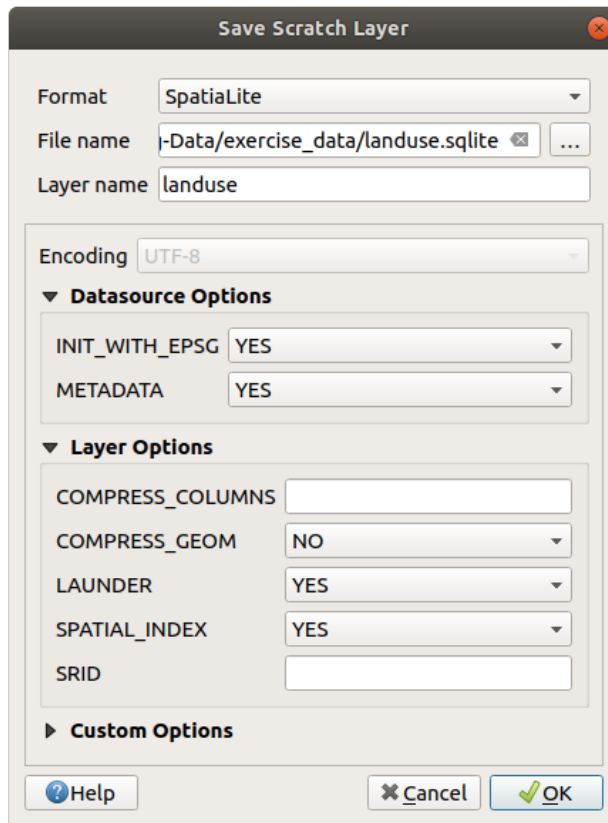 Save Scratch Layer
Format SpatiaLite
File name -Data/exercise_data/landuse.sqlite ...
Layer name landuse
Encoding UTF-8
Datasource Options
INIT_WITH_EPSG YES
METADATA YES
Layer Options
COMPRESS_COLUMNS
COMPRESS_GEOM NO
LAUNDER YES
SPATIAL_INDEX YES
SRID
Custom Options
Help Cancel OK